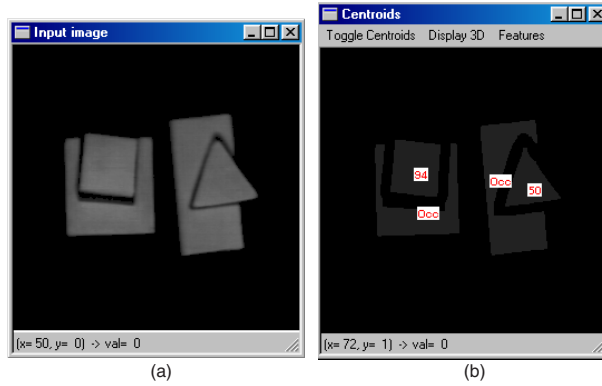 Input image
(x= 50, y= 0) -> val= 0
(a)
Centroids
Toggle Centroids Display 3D Features
94
Occ
50
Occ
(x= 72, y= 1) -> val= 0
(b)